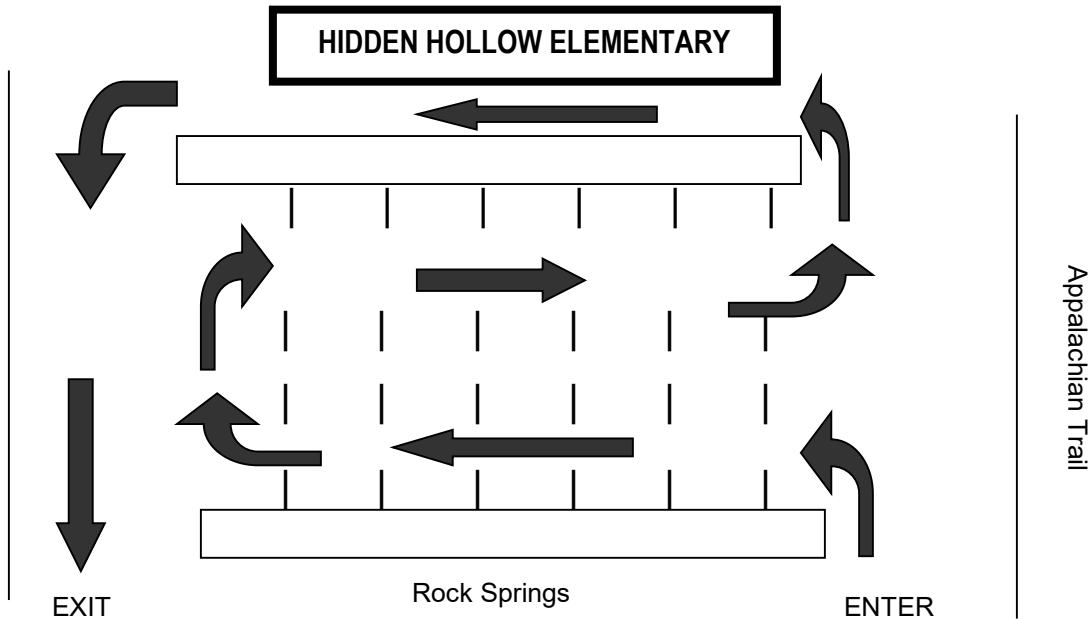 HIDDEN HOLLOW ELEMENTARY
Appalachian Trail
Rock Springs
EXIT
ENTER